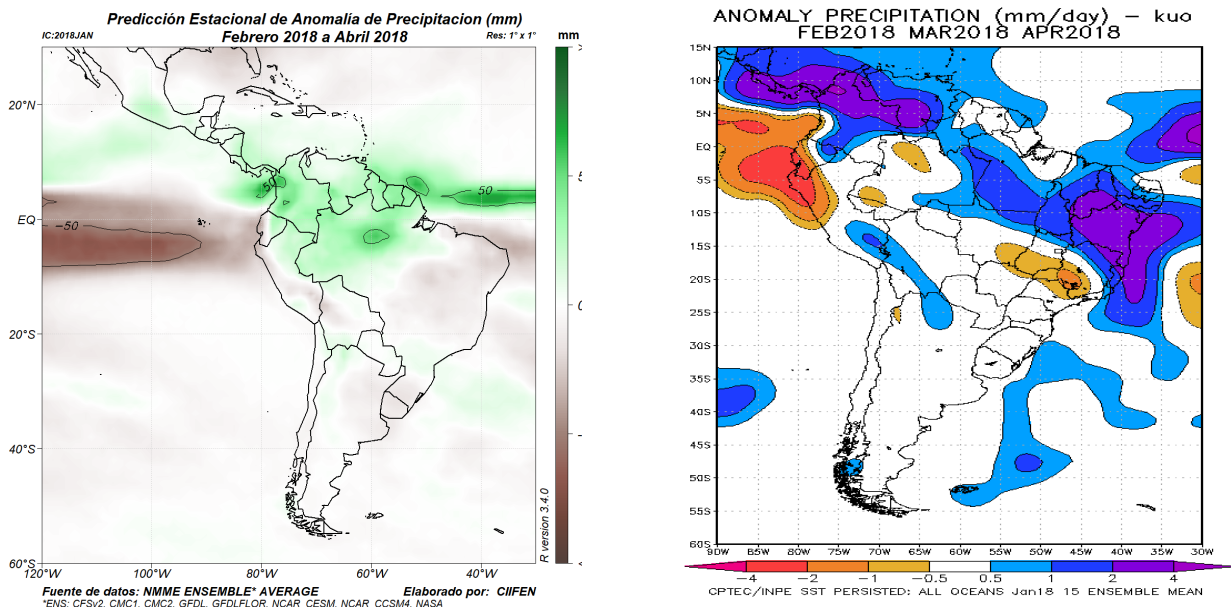 Predicción Estacional de Anomalía de Precipitacion (mm)
Febrero 2018 a Abril 2018
IC:2018JAN
Res: 1° x 1°
mm
20°N
EQ
20°S
40°S
60°S
120°W 100°W 80°W 60°W 40°W
50
50
-50
R version 3.4.0
Fuente de datos: NMME ENSEMBLE* AVERAGE
Elaborado por: CIIFEN
*ENS: CFSv2, CMC1, CMC2, GFDL, GFDLFLOR, NCAR_CESM, NCAR_CCSM4, NASA
ANOMALY PRECIPITATION (mm/day) – kuo
FEB2018 MAR2018 APR2018
15N
10N
5N
EQ
5S
10S
15S
20S
25S
30S
35S
40S
45S
50S
55S
60S
90W 85W 80W 75W 70W 65W 60W 55W 50W 45W 40W 35W 30W
−4 −2 −1 −0.5 0.5 1 2 4
CPTEC/INPE SST PERSISTED: ALL OCEANS Jan18 15 ENSEMBLE MEAN